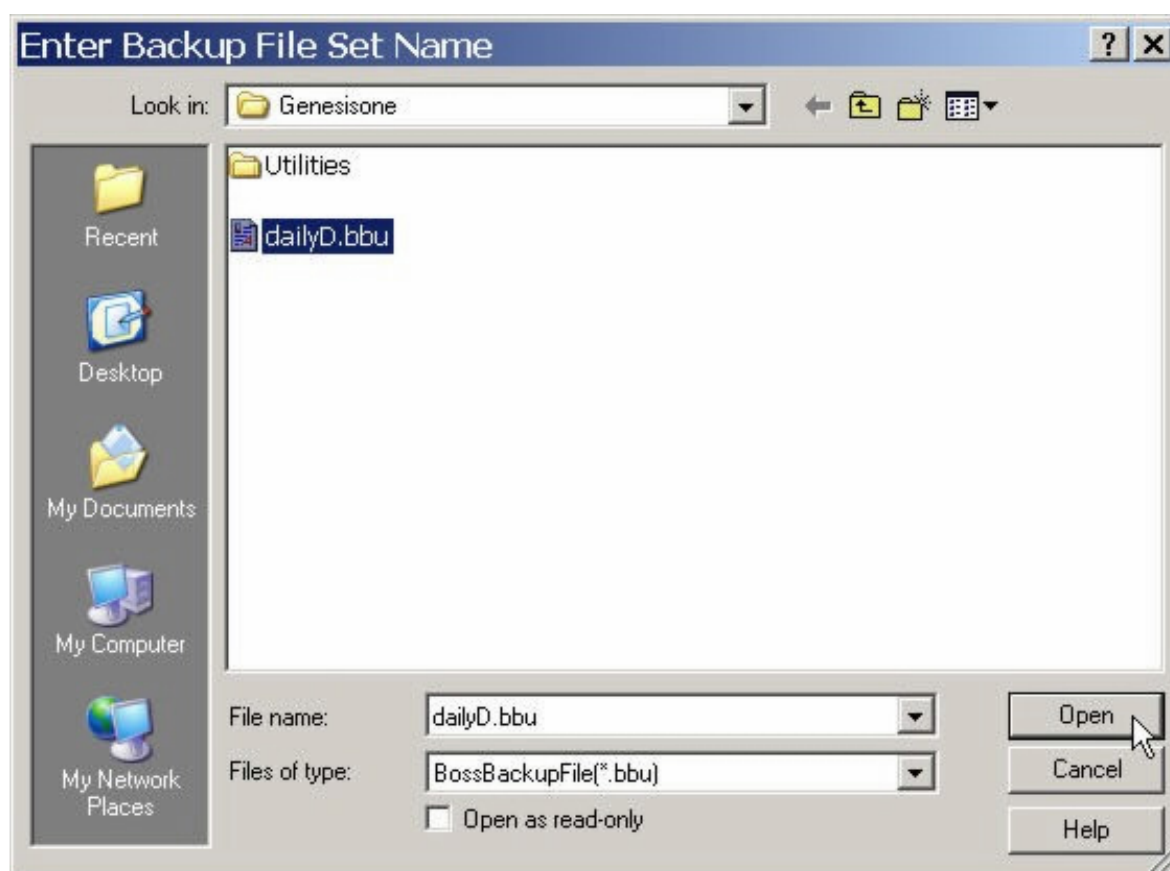 Enter Backup File Set Name
? X
Look in:
Genesisone
Utilities
dailyD.bbu
Recent
Desktop
My Documents
My Computer
My Network
Places
File name:
dailyD.bbu
Open
Files of type:
BossBackupFile(*.bbu)
Cancel
Open as read-only
Help